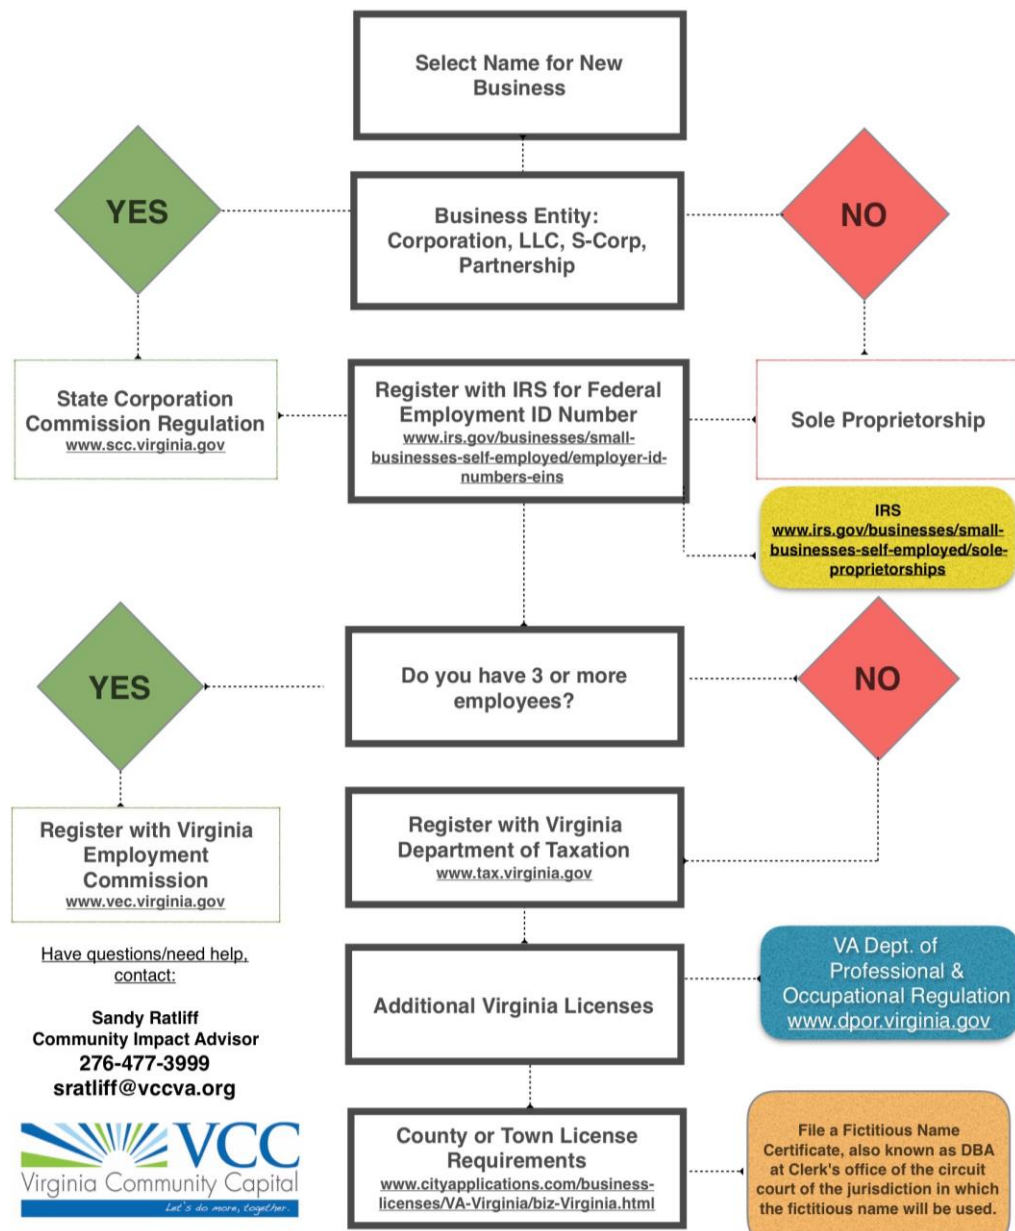 Select Name for New
Business
YES
Business Entity:
Corporation, LLC, S-Corp,
Partnership
NO
State Corporation
Commission Regulation
www.scc.virginia.gov
Register with IRS for Federal
Employment ID Number
www.irs.gov/businesses/small-
businesses-self-employed/employer-id-
numbers-eins
Sole Proprietorship
IRS
www.irs.gov/businesses/small-
businesses-self-employed/sole-
proprietorships
YES
Do you have 3 or more
employees?
NO
Register with Virginia
Employment
Commission
www.vec.virginia.gov
Register with Virginia
Department of Taxation
www.tax.virginia.gov
Have questions/need help,
contact:
Sandy Ratliff
Community Impact Advisor
276-477-3999
sratliff@vccva.org
Additional Virginia Licenses
VA Dept. of
Professional &
Occupational Regulation
www.dpor.virginia.gov
VCC
Virginia Community Capital
Let's do more, together.
County or Town License
Requirements
www.cityapplications.com/business-
licenses/VA-Virginia/biz-Virginia.html
File a Fictitious Name
Certificate, also known as DBA
at Clerk's office of the circuit
court of the jurisdiction in which
the fictitious name will be used.